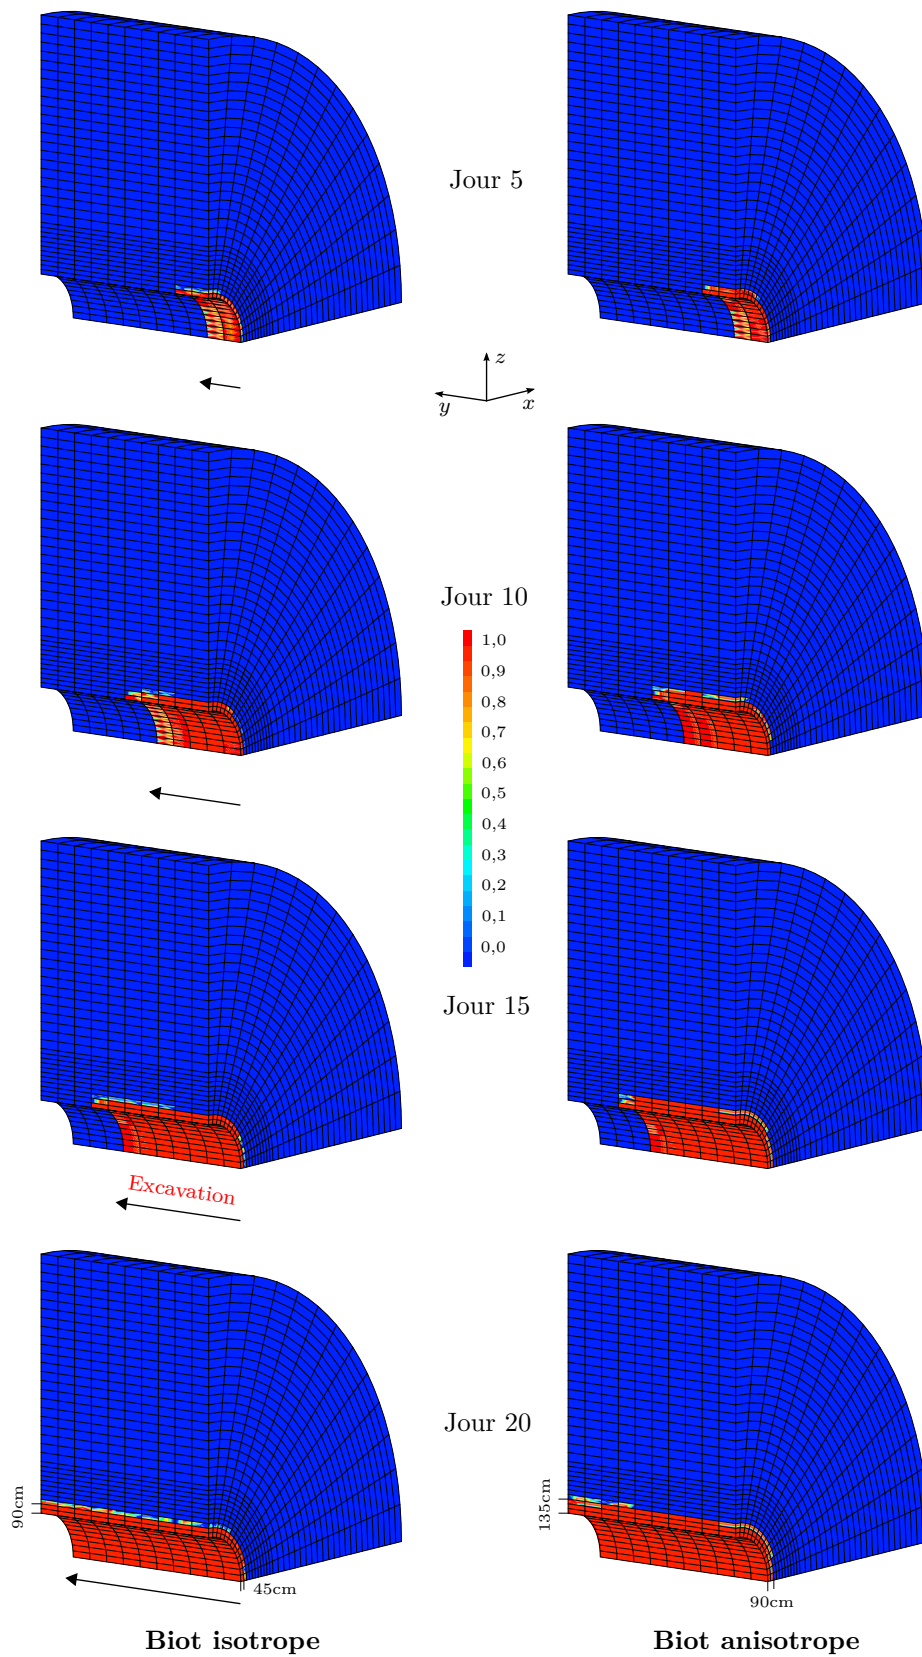 Jour 5
z
y
x
Jour 10
1,0
0,9
0,8
0,7
0,6
0,5
0,4
0,3
0,2
0,1
0,0
Jour 15
Excavation
Jour 20
90cm
135cm
45cm
90cm
Biot isotrope
Biot anisotrope